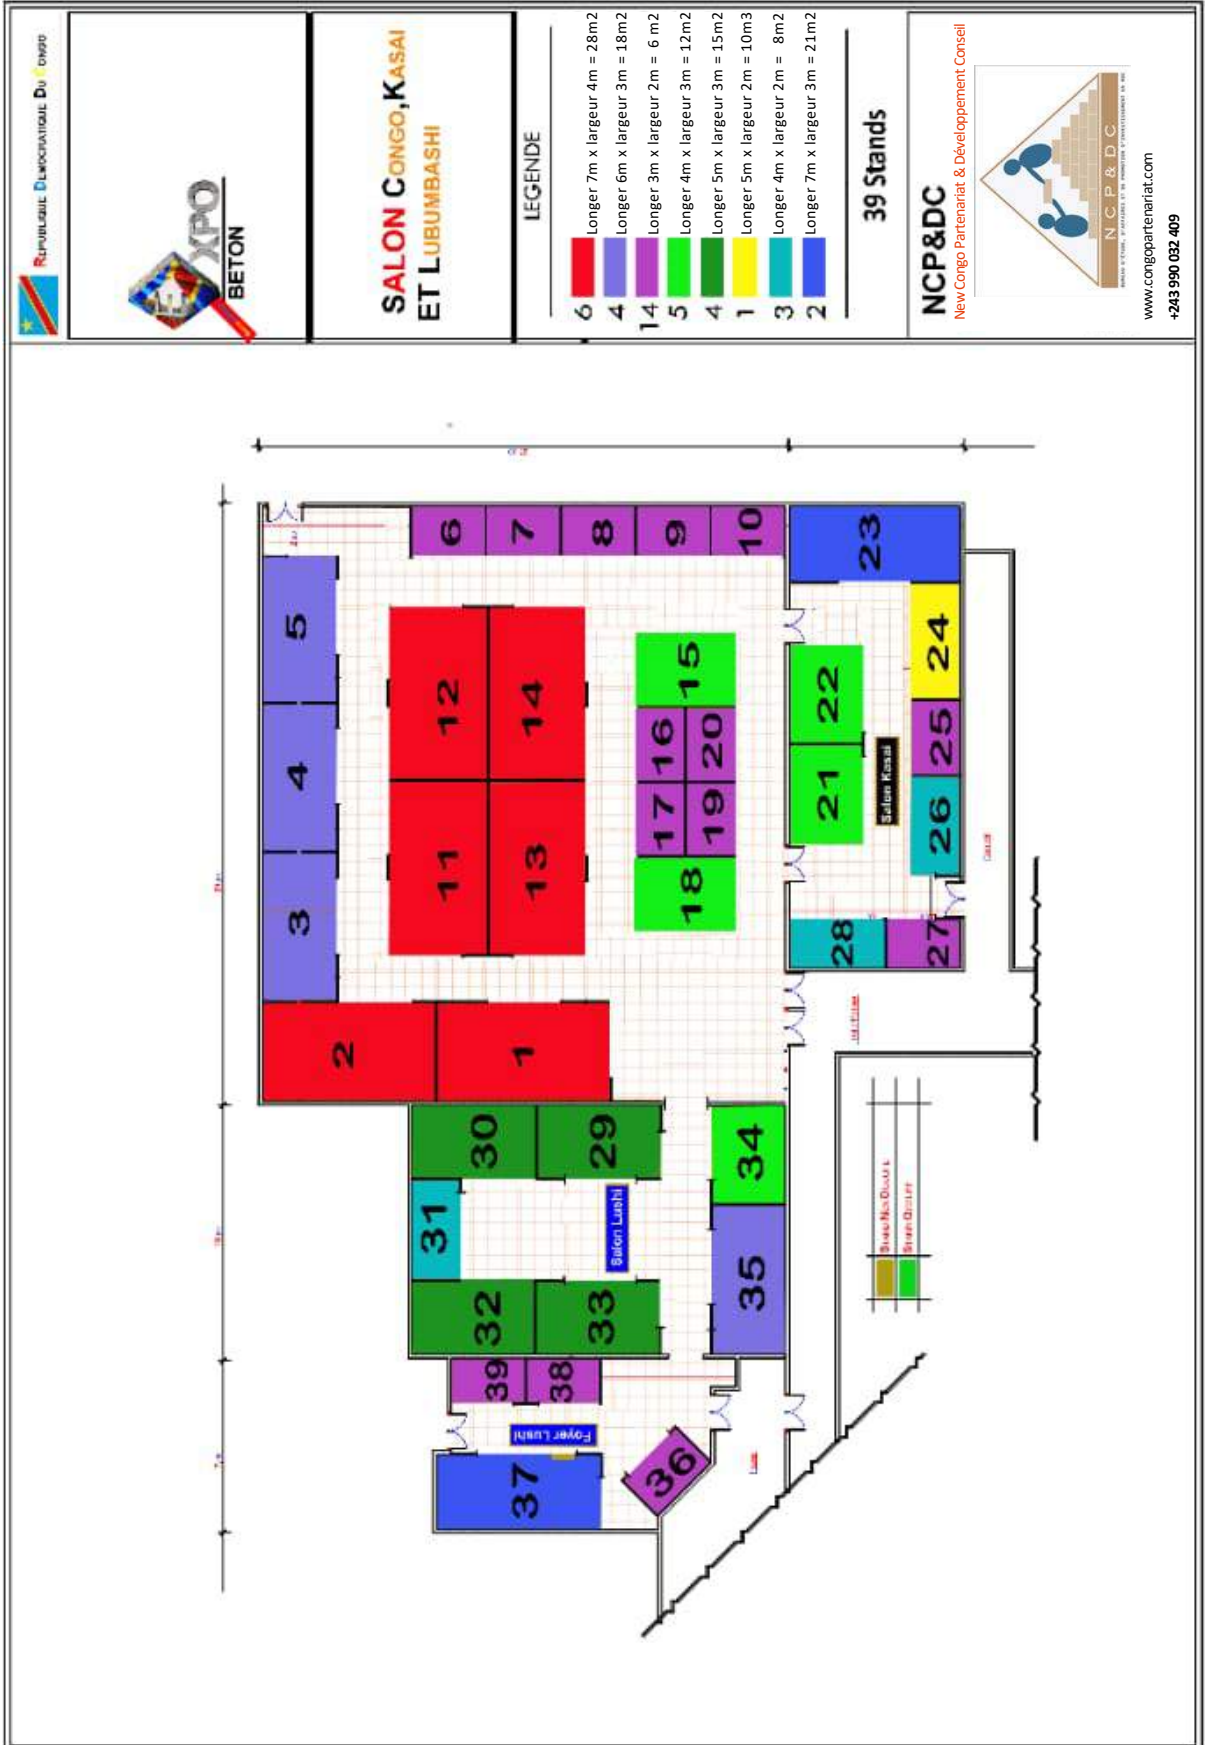 REPUBLIQUE DEMOCRATIQUE DU CONGO
EXPO
BETON
SALON CONGO,KASAI
ET LUBUMBASHI
LEGENDE
6 Longer 7m x largeur 4m = 28m2
4 Longer 6m x largeur 3m = 18m2
14 Longer 3m x largeur 2m = 6 m2
5 Longer 4m x largeur 3m = 12m2
4 Longer 5m x largeur 3m = 15m2
1 Longer 5m x largeur 2m = 10m3
3 Longer 4m x largeur 2m = 8m2
2 Longer 7m x largeur 3m = 21m2
39 Stands
NCP&DC
New Congo Partenariat & Développement Conseil
NCP&DC
www.congopartenariat.com
+243 990 032 409
2
3
4
5
1
11
12
13
14
6
7
8
9
10
17
16
15
18
19
20
21
22
23
Salon Kasai
24
25
26
27
28
30
29
31
32
33
Salon Lushi
34
35
39
38
Foyer Lushi
37
36